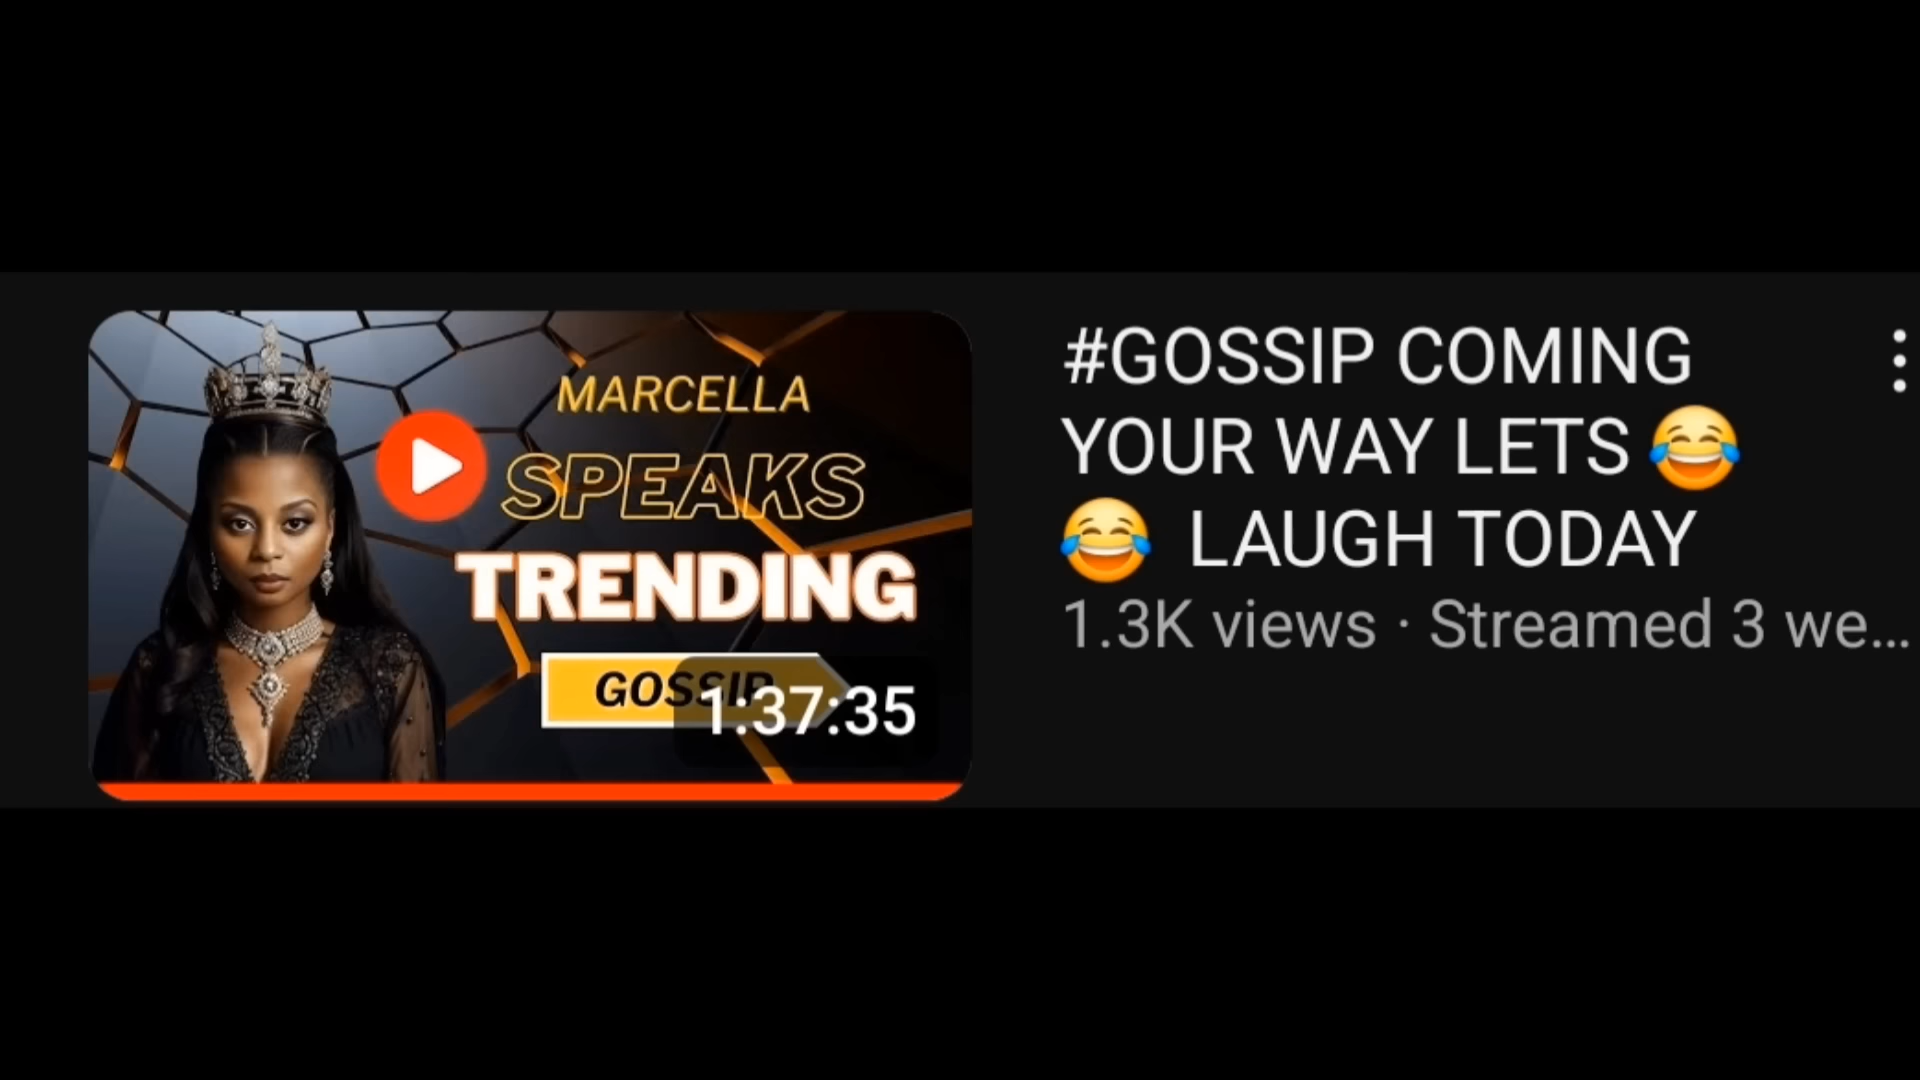 MARCELLA
SPEAKS
TRENDING
GOSSIP
1:37:35
#GOSSIP COMING
YOUR WAY LETS 😂
😂 LAUGH TODAY
1.3K views · Streamed 3 we...